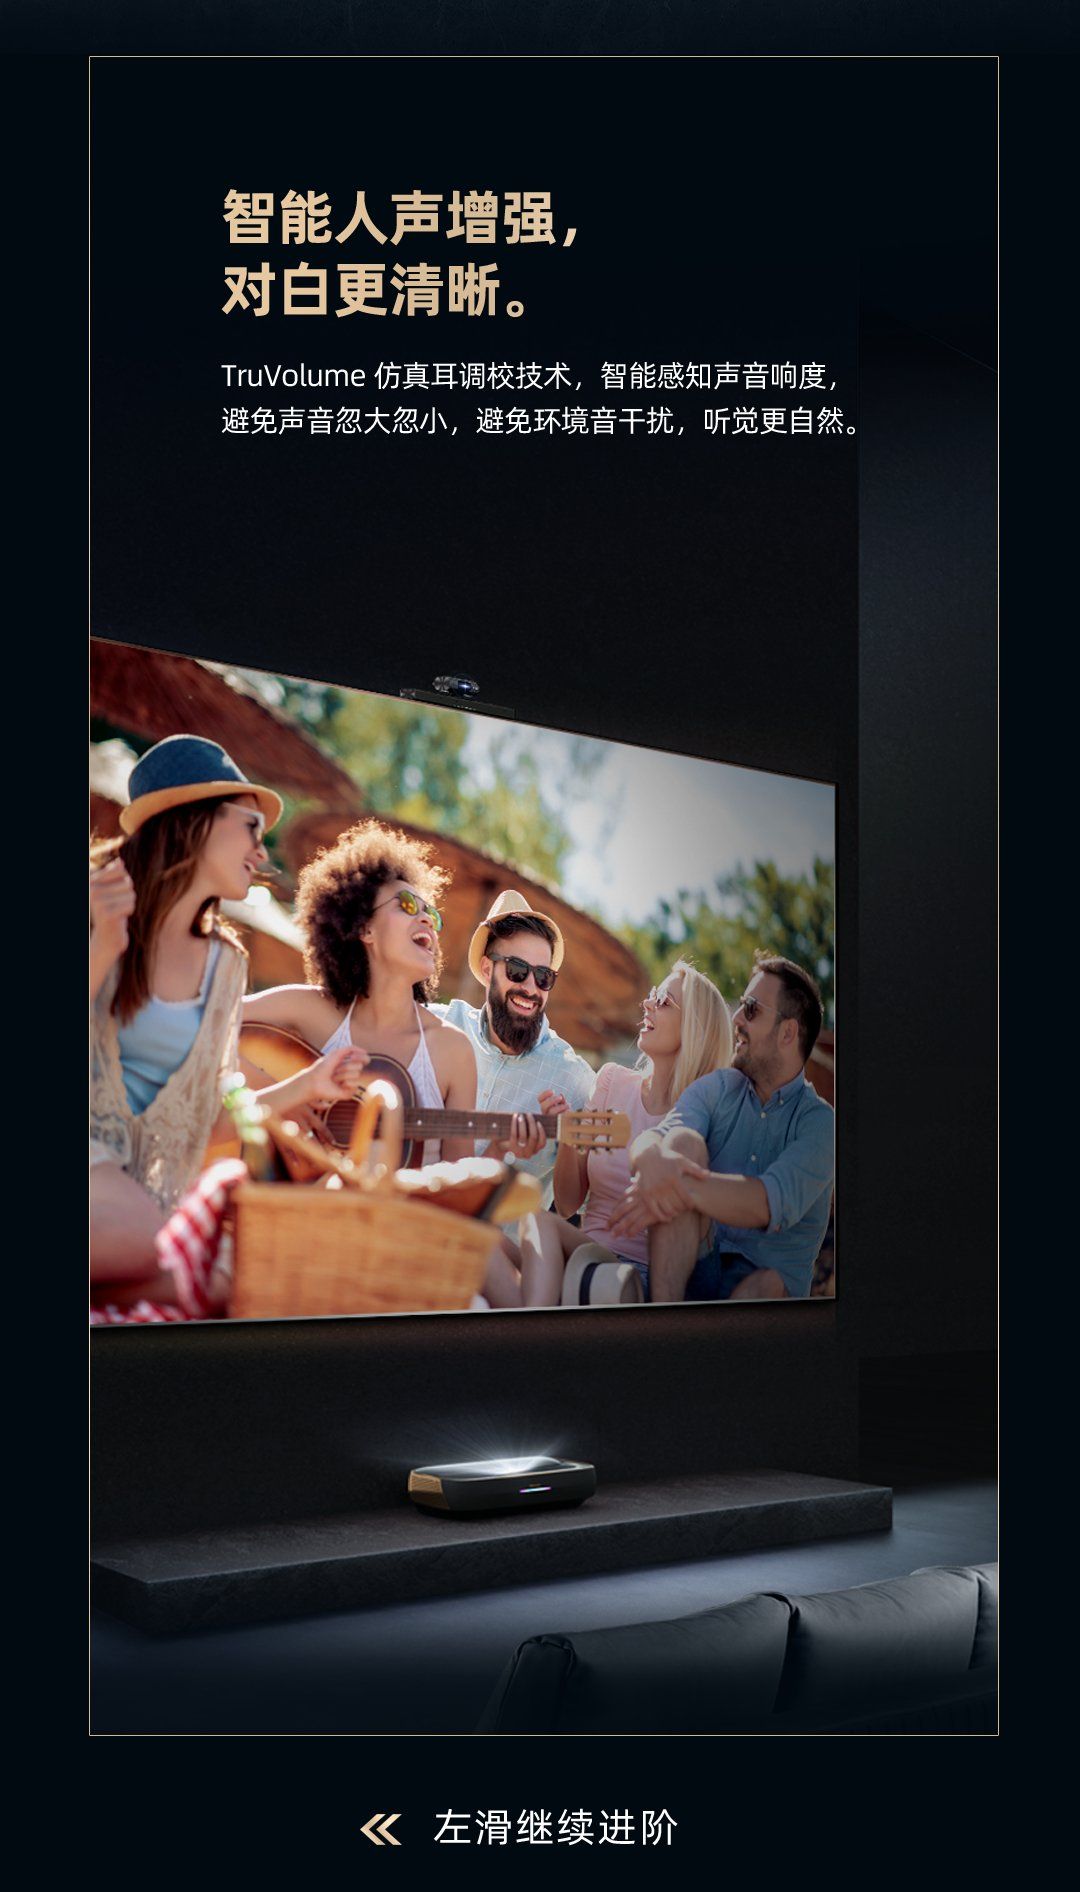 智能人声增强，
对白更清晰。
TruVolume 仿真耳调校技术，智能感知声音响度，
避免声音忽大忽小，避免环境音干扰，听觉更自然。
左滑继续进阶